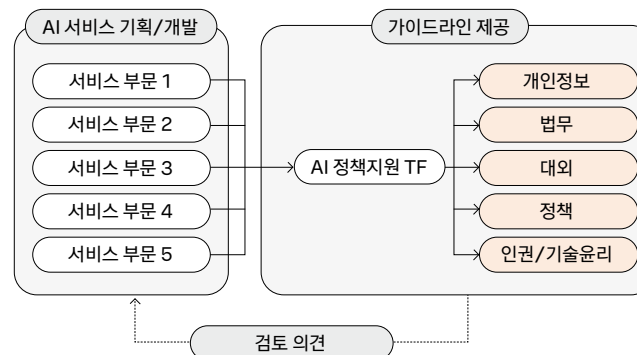 AI 서비스 기획/개발
가이드라인 제공
서비스 부문 1
서비스 부문 2
서비스 부문 3
서비스 부문 4
서비스 부문 5
AI 정책지원 TF
개인정보
법무
대외
정책
인권/기술윤리
검토 의견